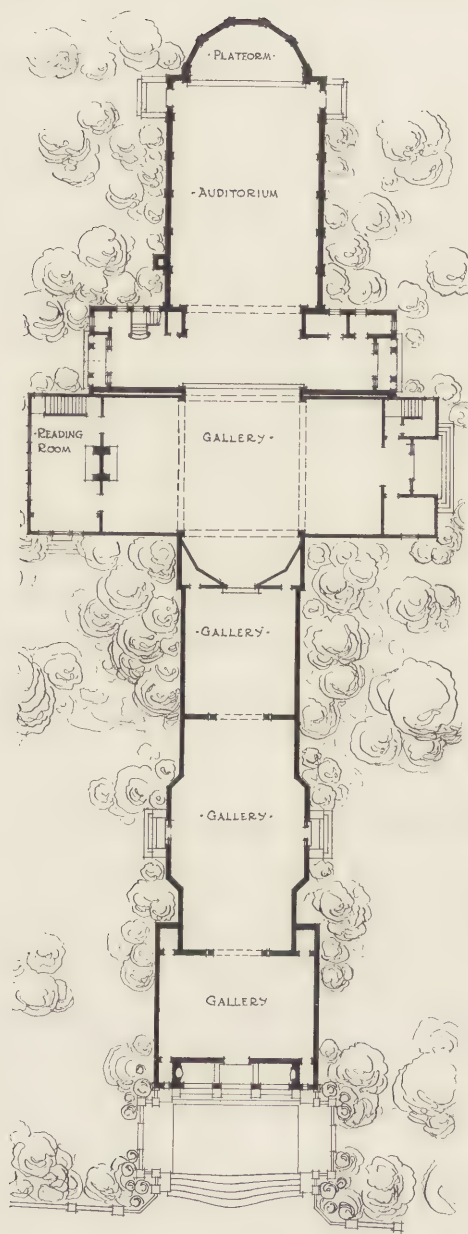 ·PLATFORM·
·AUDITORIUM
·READING
ROOM
GALLERY·
·GALLERY·
·GALLERY·
GALLERY